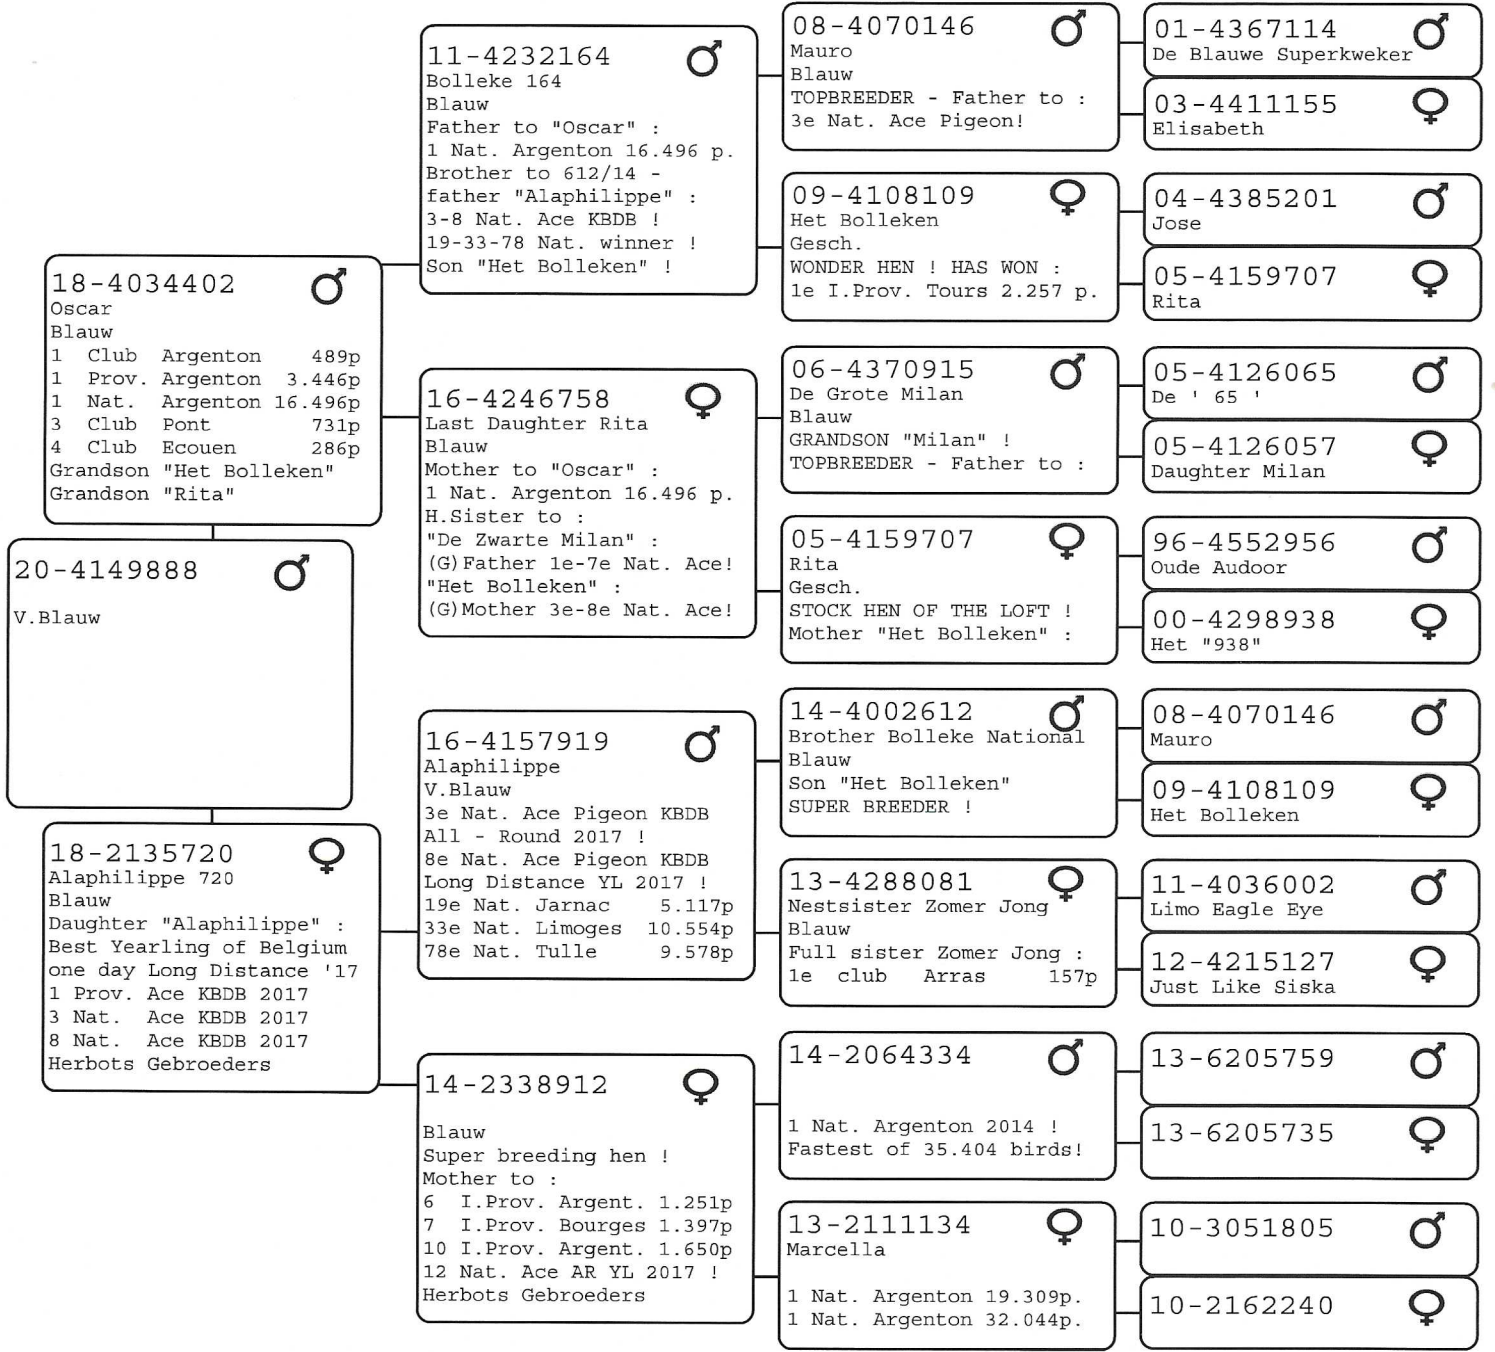 20-4149888
V.Blauw
18-4034402
Oscar
Blauw
1 Club Argenton 489p
1 Prov. Argenton 3.446p
1 Nat. Argenton 16.496p
3 Club Pont 731p
4 Club Ecouen 286p
Grandson "Het Bolleken"
Grandson "Rita"
18-2135720
Alaphilippe 720
Blauw
Daughter "Alaphilippe" :
Best Yearling of Belgium
one day Long Distance '17
1 Prov. Ace KBDB 2017
3 Nat. Ace KBDB 2017
8 Nat. Ace KBDB 2017
Herbots Gebroeders
11-4232164
Bolleke 164
Blauw
Father to "Oscar" :
1 Nat. Argenton 16.496 p.
Brother to 612/14 -
father "Alaphilippe" :
3-8 Nat. Ace KBDB !
19-33-78 Nat. winner !
Son "Het Bolleken" !
16-4246758
Last Daughter Rita
Blauw
Mother to "Oscar" :
1 Nat. Argenton 16.496 p.
H.Sister to :
"De Zwarte Milan" :
(G)Father 1e-7e Nat. Ace!
"Het Bolleken" :
(G)Mother 3e-8e Nat. Ace!
16-4157919
Alaphilippe
V.Blauw
3e Nat. Ace Pigeon KBDB
All - Round 2017 !
8e Nat. Ace Pigeon KBDB
Long Distance YL 2017 !
19e Nat. Jarnac 5.117p
33e Nat. Limoges 10.554p
78e Nat. Tulle 9.578p
14-2338912
Blauw
Super breeding hen !
Mother to :
6 I.Prov. Argent. 1.251p
7 I.Prov. Bourges 1.397p
10 I.Prov. Argent. 1.650p
12 Nat. Ace AR YL 2017 !
Herbots Gebroeders
08-4070146
Mauro
Blauw
TOPBREEDER - Father to :
3e Nat. Ace Pigeon!
09-4108109
Het Bolleken
Gesch.
WONDER HEN ! HAS WON :
1e I.Prov. Tours 2.257 p.
06-4370915
De Grote Milan
Blauw
GRANDSON "Milan" !
TOPBREEDER - Father to :
05-4159707
Rita
Gesch.
STOCK HEN OF THE LOFT !
Mother "Het Bolleken" :
14-4002612
Brother Bolleke National
Blauw
Son "Het Bolleken"
SUPER BREEDER !
13-4288081
Nestsister Zomer Jong
Blauw
Full sister Zomer Jong :
1e club Arras 157p
14-2064334
1 Nat. Argenton 2014 !
Fastest of 35.404 birds!
13-2111134
Marcella
1 Nat. Argenton 19.309p.
1 Nat. Argenton 32.044p.
01-4367114
De Blauwe Superkweker
03-4411155
Elisabeth
04-4385201
Jose
05-4159707
Rita
05-4126065
De ' 65 '
05-4126057
Daughter Milan
96-4552956
Oude Audoor
00-4298938
Het "938"
08-4070146
Mauro
09-4108109
Het Bolleken
11-4036002
Limo Eagle Eye
12-4215127
Just Like Siska
13-6205759
13-6205735
10-3051805
10-2162240